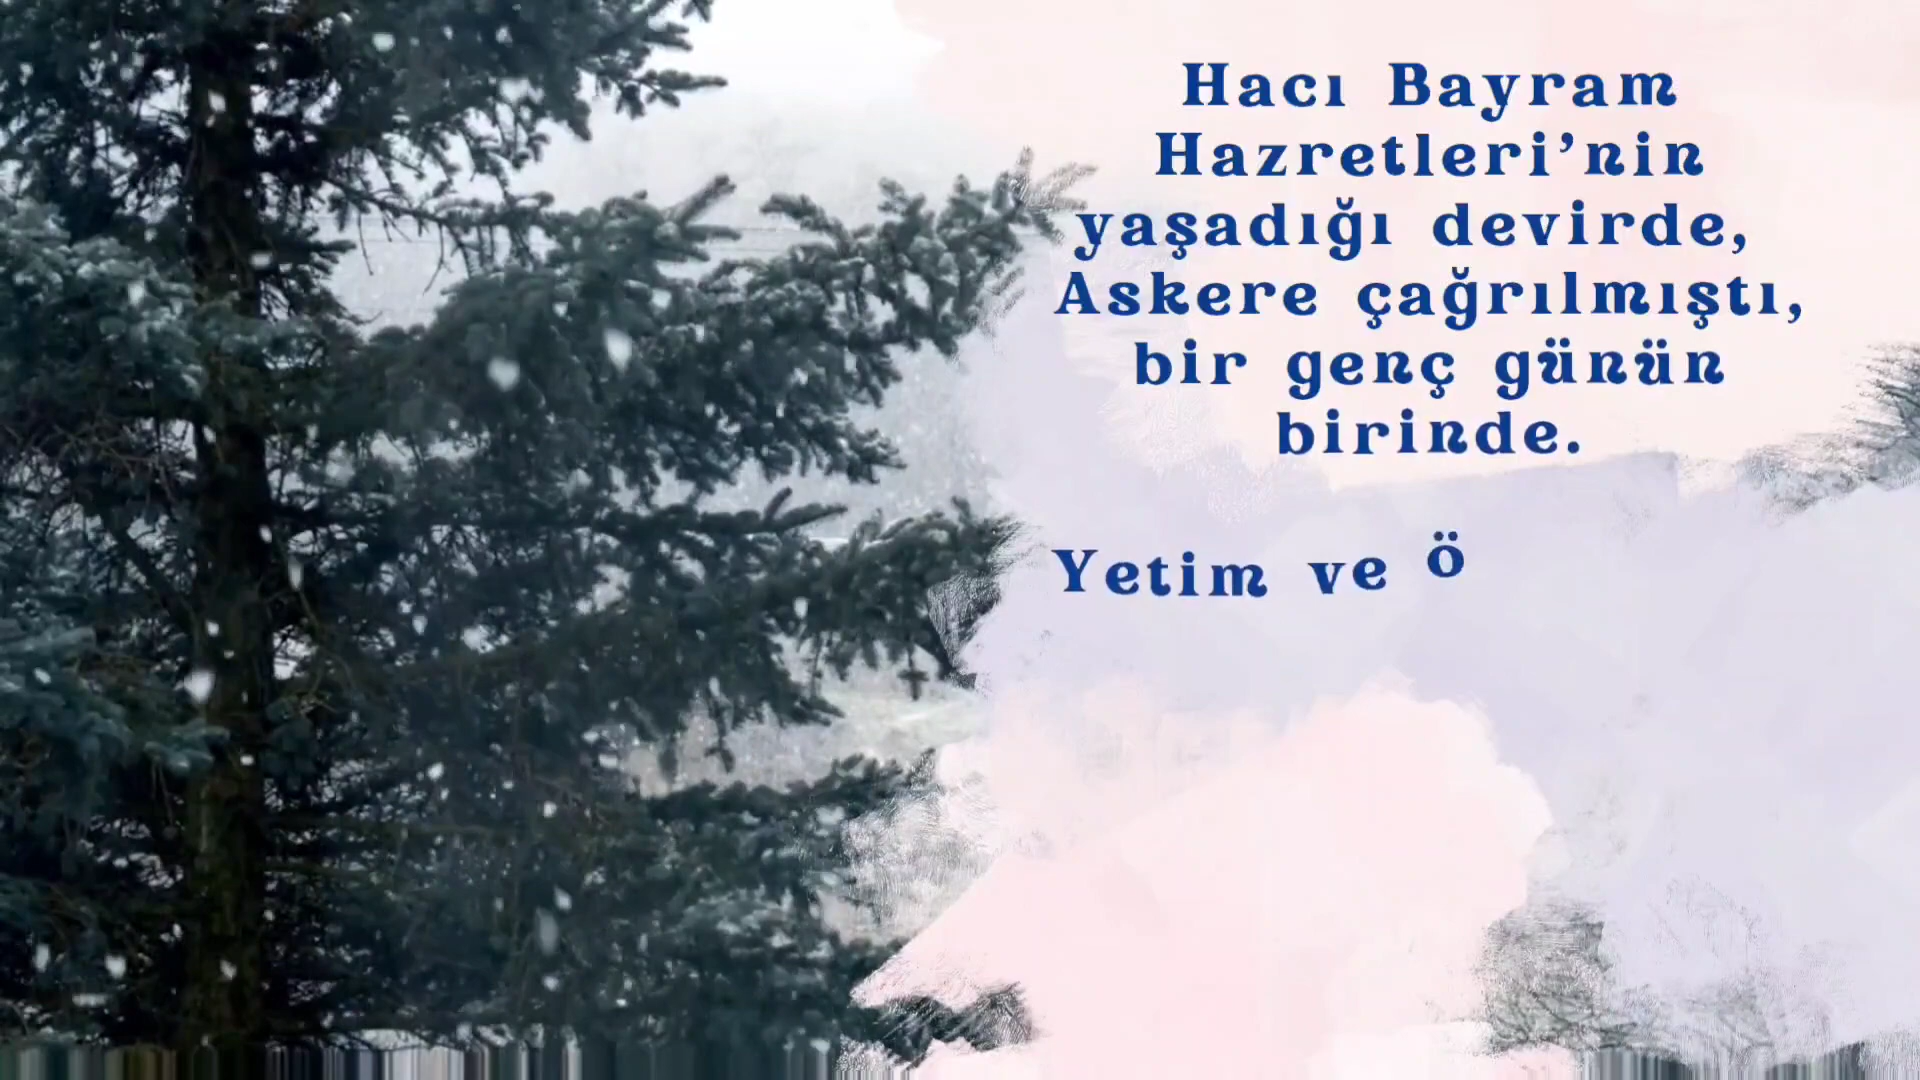 Hacı Bayram
Hazretleri’nin
yaşadığı devirde,
Askere çağrılmıştı,
bir genç günün
birinde.
Yetim ve Ö